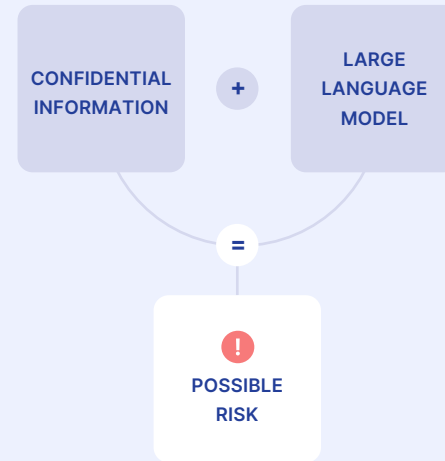 CONFIDENTIAL
INFORMATION
+
LARGE
LANGUAGE
MODEL
=
!
POSSIBLE
RISK